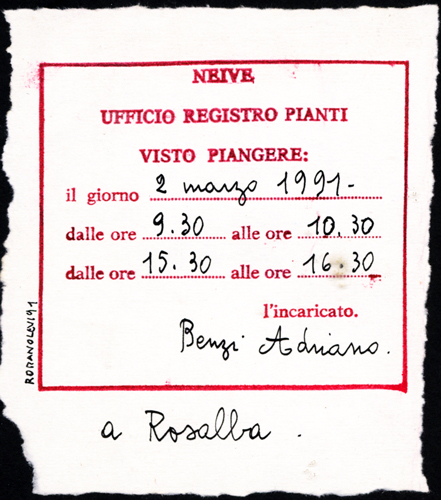 NEIVE
UFFICIO REGISTRO PIANTI
VISTO PIANGERE:
il giorno 2 marzo 1991-
dalle ore 9.30 alle ore 10.30
dalle ore 15.30 alle ore 16.30
l'incaricato.
Benzi Adriano.
ROMANOLEVI91
a Rosalba.